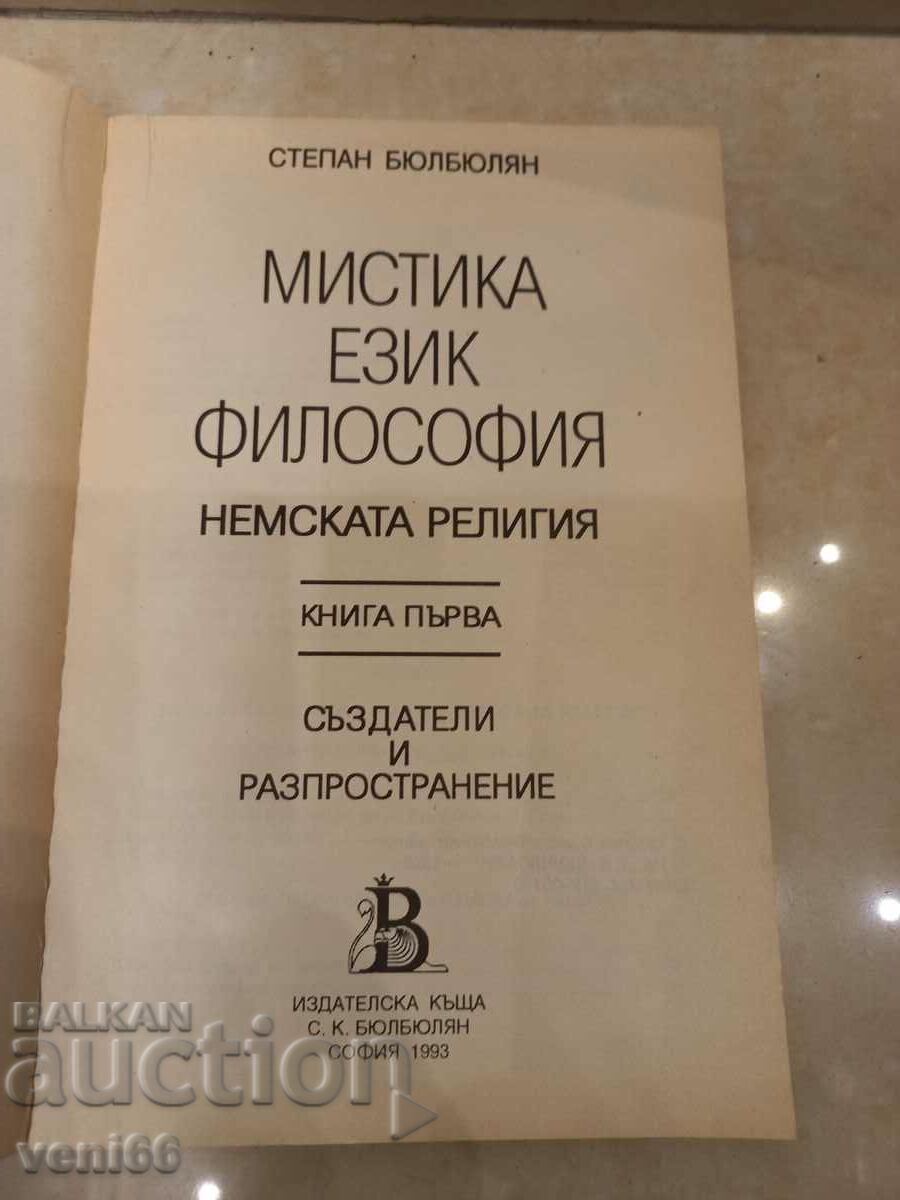 СТЕПАН БЮЛБЮЛЯН
МИСТИКА
ЕЗИК
ФИЛОСОФИЯ
НЕМСКАТА РЕЛИГИЯ
КНИГА ПЪРВА
СЪЗДАТЕЛИ
И
РАЗПРОСТРАНЕНИЕ
B
ИЗДАТЕЛСКА КЪЩА
С. К. БЮЛБЮЛЯН
СОФИЯ 1993
BALKAN
auction
veni66